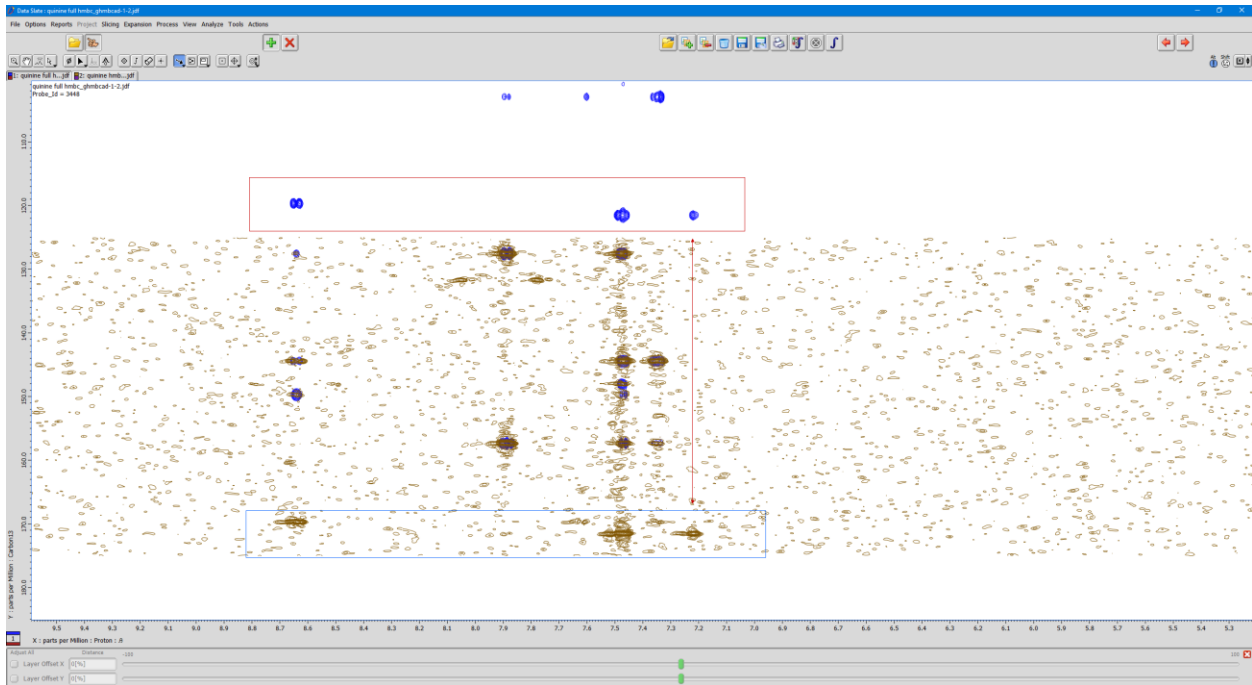 Data Slate : quinine full hmbc_ghmbcad-1-2.jdf
File Options Reports Project Slicing Expansion Process View Analyze Tools Actions
1: quinine full h...jdf 2: quinine hmb...jdf
quinine full hmbc_ghmbcad-1-2.jdf
Probe_Id = 3448
110.0
120.0
130.0
140.0
150.0
160.0
170.0
180.0
Y : parts per Million : Carbon13
9.5 9.4 9.3 9.2 9.1 9.0 8.9 8.8 8.7 8.6 8.5 8.4 8.3 8.2 8.1 8.0 7.9 7.8 7.7 7.6 7.5 7.4 7.3 7.2 7.1 7.0 6.9 6.8 6.7 6.6 6.5 6.4 6.3 6.2 6.1 6.0 5.9 5.8 5.7 5.6 5.5 5.4 5.3
1 X : parts per Million : Proton :
Adjust All Distance -100 100
Layer Offset X 0[%]
Layer Offset Y 0[%]